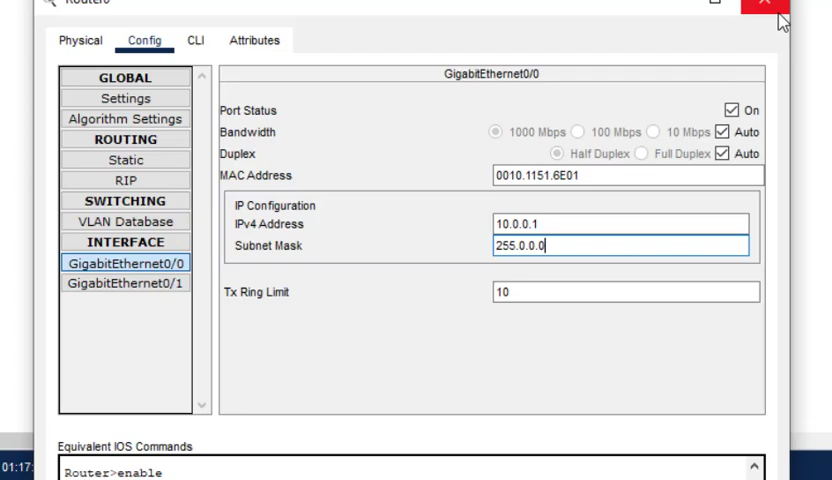 Router0
Physical Config CLI Attributes
GLOBAL
Settings
Algorithm Settings
ROUTING
Static
RIP
SWITCHING
VLAN Database
INTERFACE
GigabitEthernet0/0
GigabitEthernet0/1
GigabitEthernet0/0
Port Status On
Bandwidth 1000 Mbps 100 Mbps 10 Mbps Auto
Duplex Half Duplex Full Duplex Auto
MAC Address 0010.1151.6E01
IP Configuration
IPv4 Address 10.0.0.1
Subnet Mask 255.0.0.0
Tx Ring Limit 10
Equivalent IOS Commands
Router>enable
01:17: